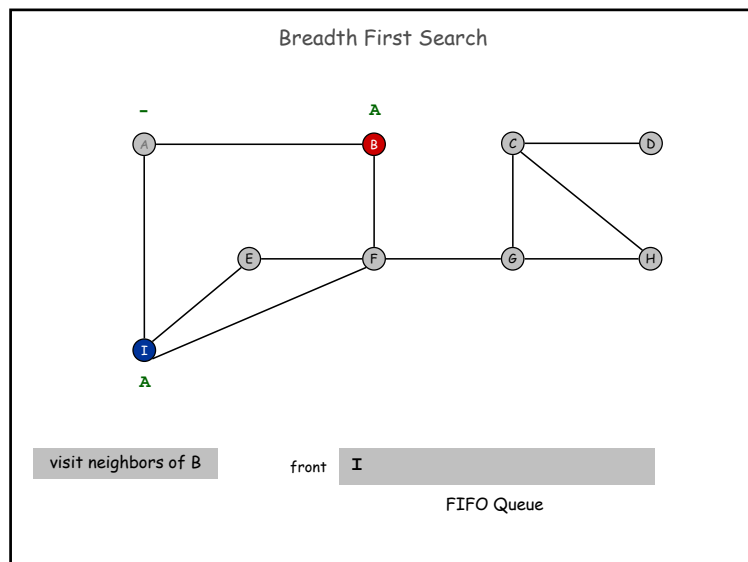 Breadth First Search
- A
A B C D
E F G H
I
A
visit neighbors of B
front I
FIFO Queue